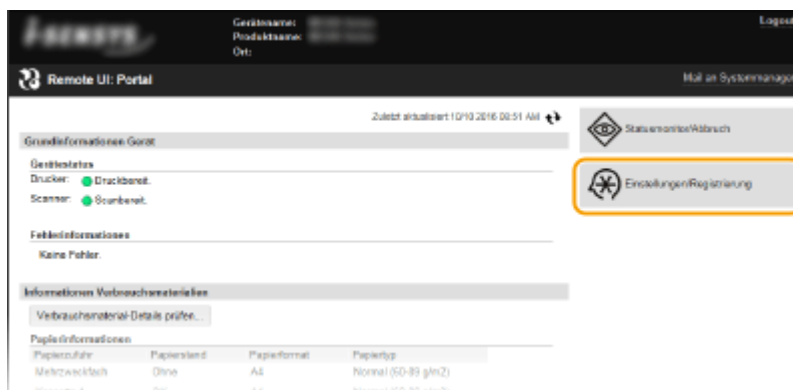 i-SENSYS
Gerätename:
Produktname:
Ort:
Logout
Remote UI: Portal
Mail an Systemmanager
Zuletzt aktualisiert 10/10 2016 08:51 AM
Grundinformationen Gerät
Gerätestatus
Drucker: Druckbereit.
Scanner: Scanbereit.
Fehlerinformationen
Keine Fehler.
Informationen Verbrauchsmaterialien
Verbrauchsmaterial-Details prüfen...
Papierinformationen
Papierzufuhr Papierstand Papierformat Papiertyp
Mehrzweckfach Ohne A4 Normal (60-89 g/m2)
Statusmonitor/Abbruch
Einstellungen/Registrierung